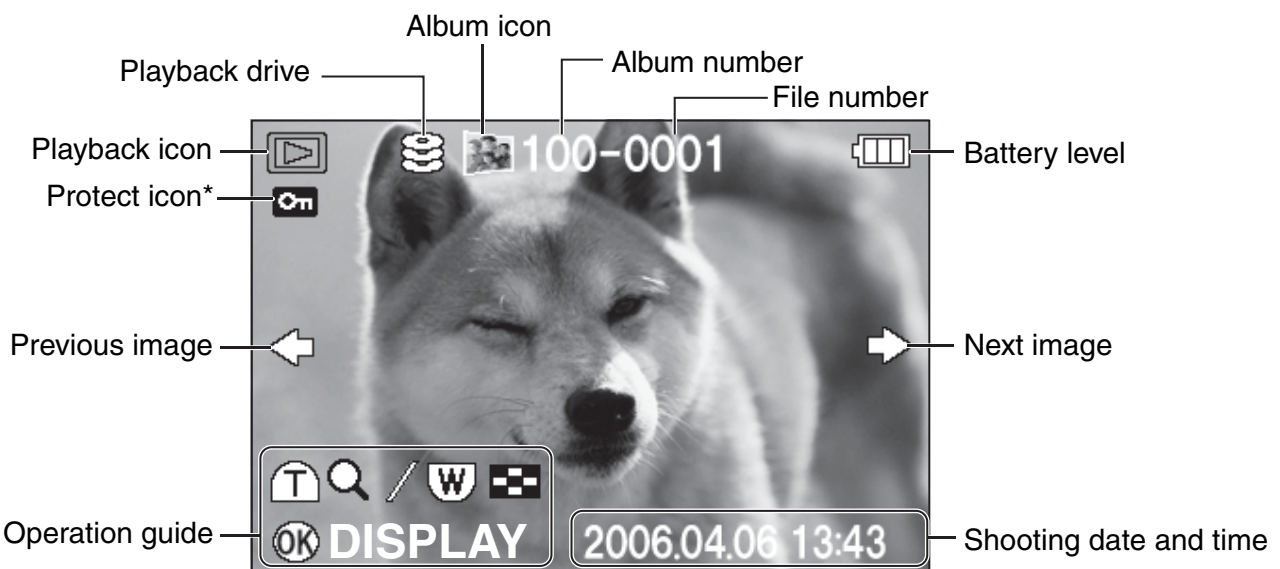 Album icon
Playback drive
Album number
File number
Playback icon
100-0001
Battery level
Protect icon*
Previous image
Next image
T / W
Operation guide
OK DISPLAY
2006.04.06 13:43
Shooting date and time